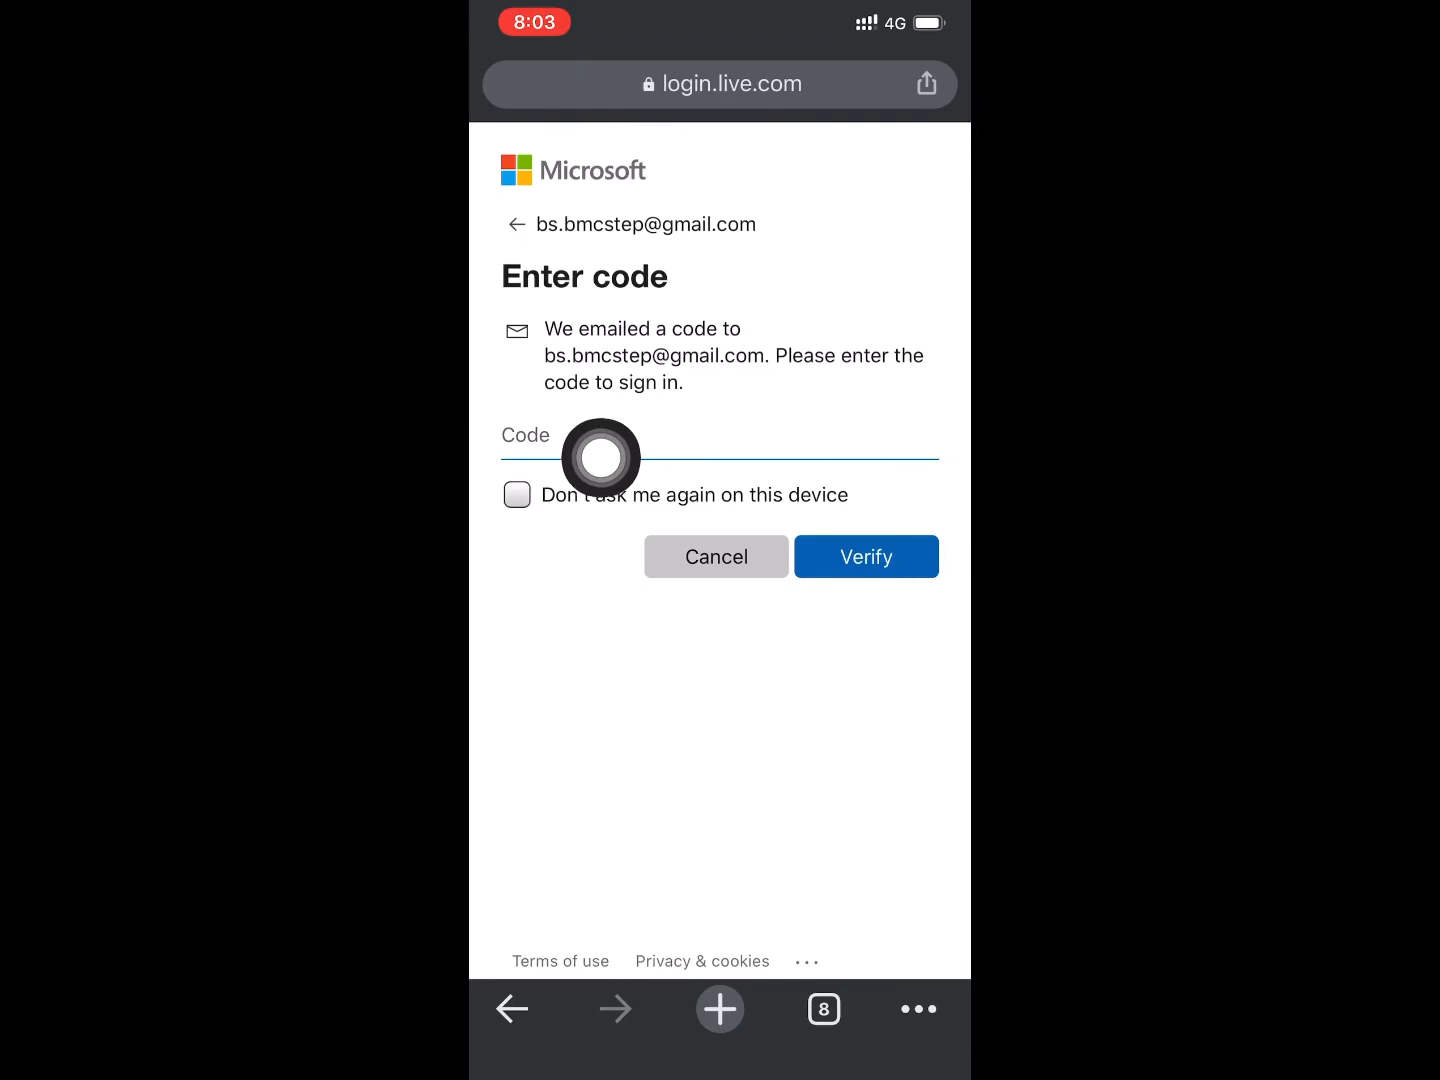 8:03
4G
login.live.com
Microsoft
bs.bmcstep@gmail.com
Enter code
We emailed a code to
bs.bmcstep@gmail.com. Please enter the
code to sign in.
Code
Don't ask me again on this device
Cancel
Verify
Terms of use
Privacy & cookies
8